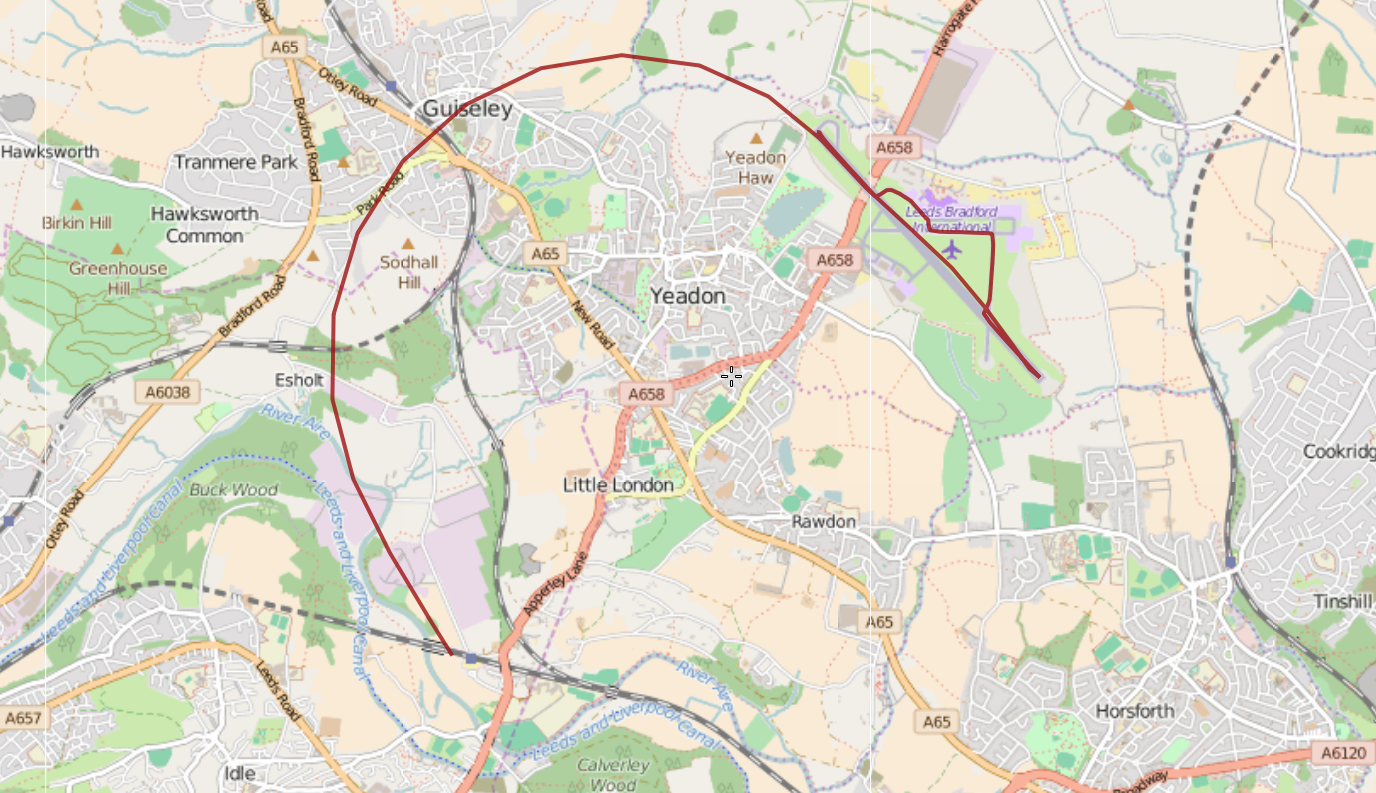 Road
Harrogate
A65
Otley Road
Guiseley
Bradford Road
Hawksworth
Tranmere Park
A658
Yeadon
Haw
Park Road
Birkin Hill
Hawksworth
Common
Leeds Bradford
International
Greenhouse
Hill
Sodhall
Hill
A65
A658
Bradford Road
Yeadon
New Road
Esholt
A6038
A658
River Aire
Cookridg
Buck Wood
Little London
Otley Road
Leeds and Liverpool Canal
Leeds and Liverpool Canal
Rawdon
Apperley Lane
Tinshill
A65
River Aire
Leeds Road
A657
Horsforth
A65
Leeds and Liverpool Canal
A6120
Idle
Calverley
Wood
Broadway